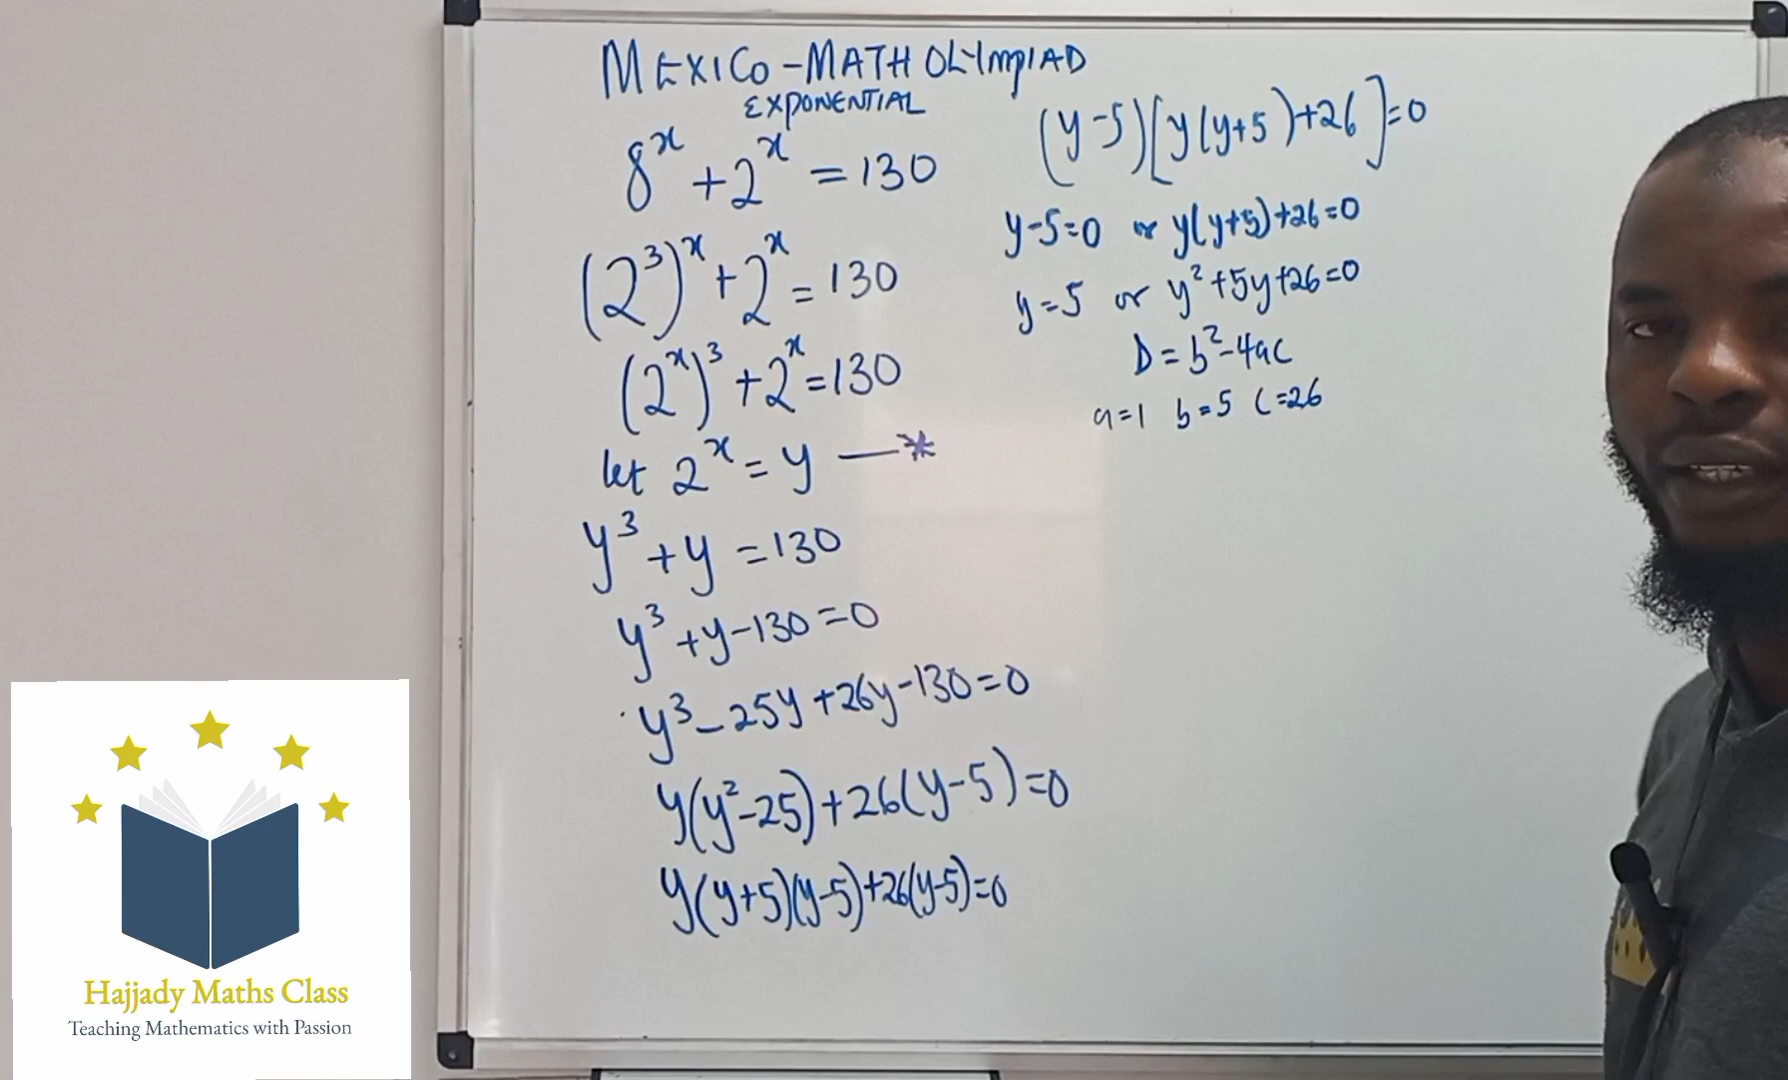 MEXICO-MATH OLYMPIAD
EXPONENTIAL
8^x + 2^x = 130
(2^3)^x + 2^x = 130
(2^x)^3 + 2^x = 130
let 2^x = y —*
y^3 + y = 130
y^3 + y - 130 = 0
y^3 - 25y + 26y - 130 = 0
y(y^2 - 25) + 26(y - 5) = 0
y(y+5)(y-5) + 26(y-5) = 0
(y-5)[y(y+5)+26] = 0
y-5=0 or y(y+5)+26=0
y=5 or y^2+5y+26=0
D = b^2-4ac
a=1 b=5 c=26
Hajjady Maths Class
Teaching Mathematics with Passion